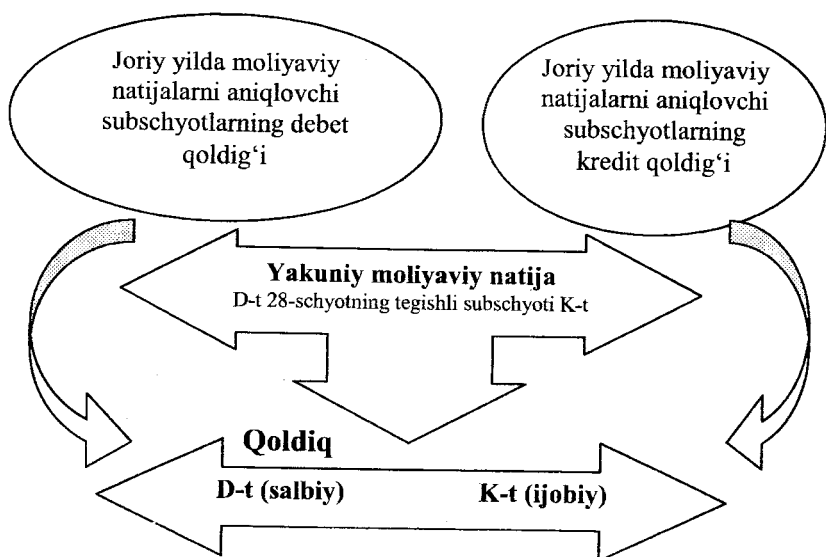 Joriy yilda moliyaviy
natijalarni aniqlovchi
subschyotlarning debet
qoldig‘i
Joriy yilda moliyaviy
natijalarni aniqlovchi
subschyotlarning
kredit qoldig‘i
Yakuniy moliyaviy natija
D-t 28-schyotning tegishli subschyoti K-t
Qoldiq
D-t (salbiy) K-t (ijobiy)